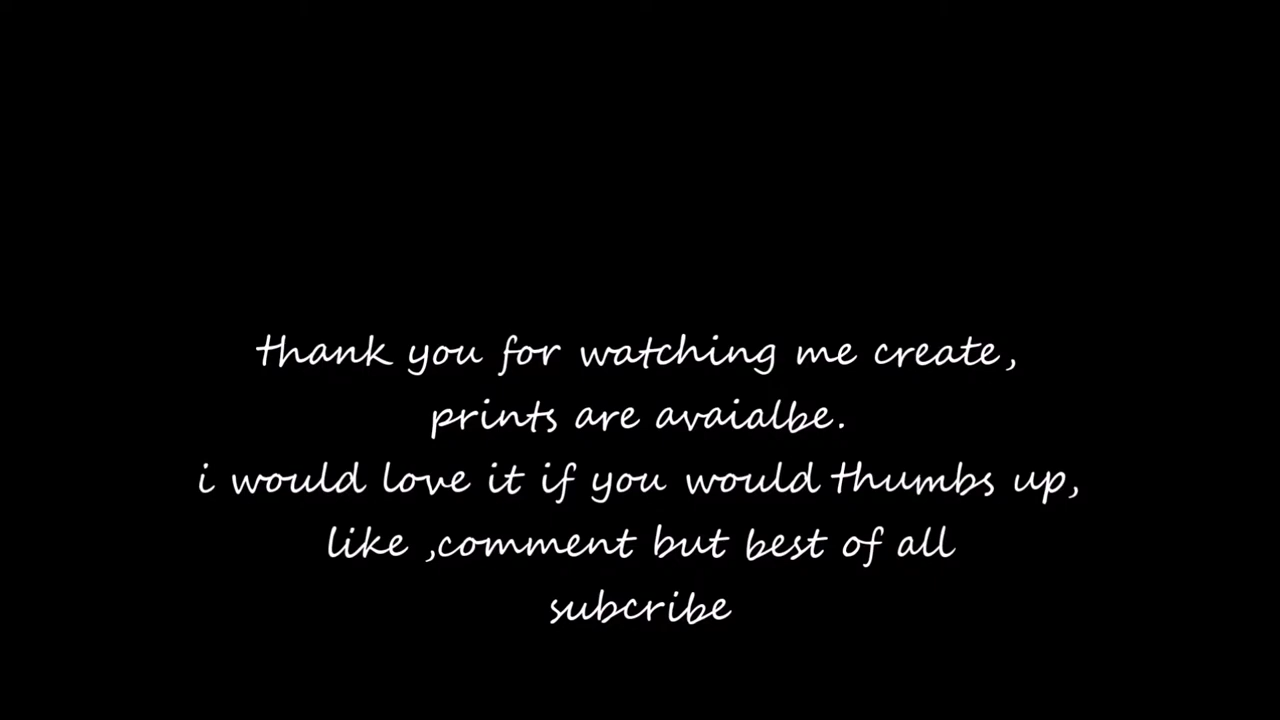 thank you for watching me create,
prints are avaialbe.
i would love it if you would thumbs up,
like ,comment but best of all
subcribe